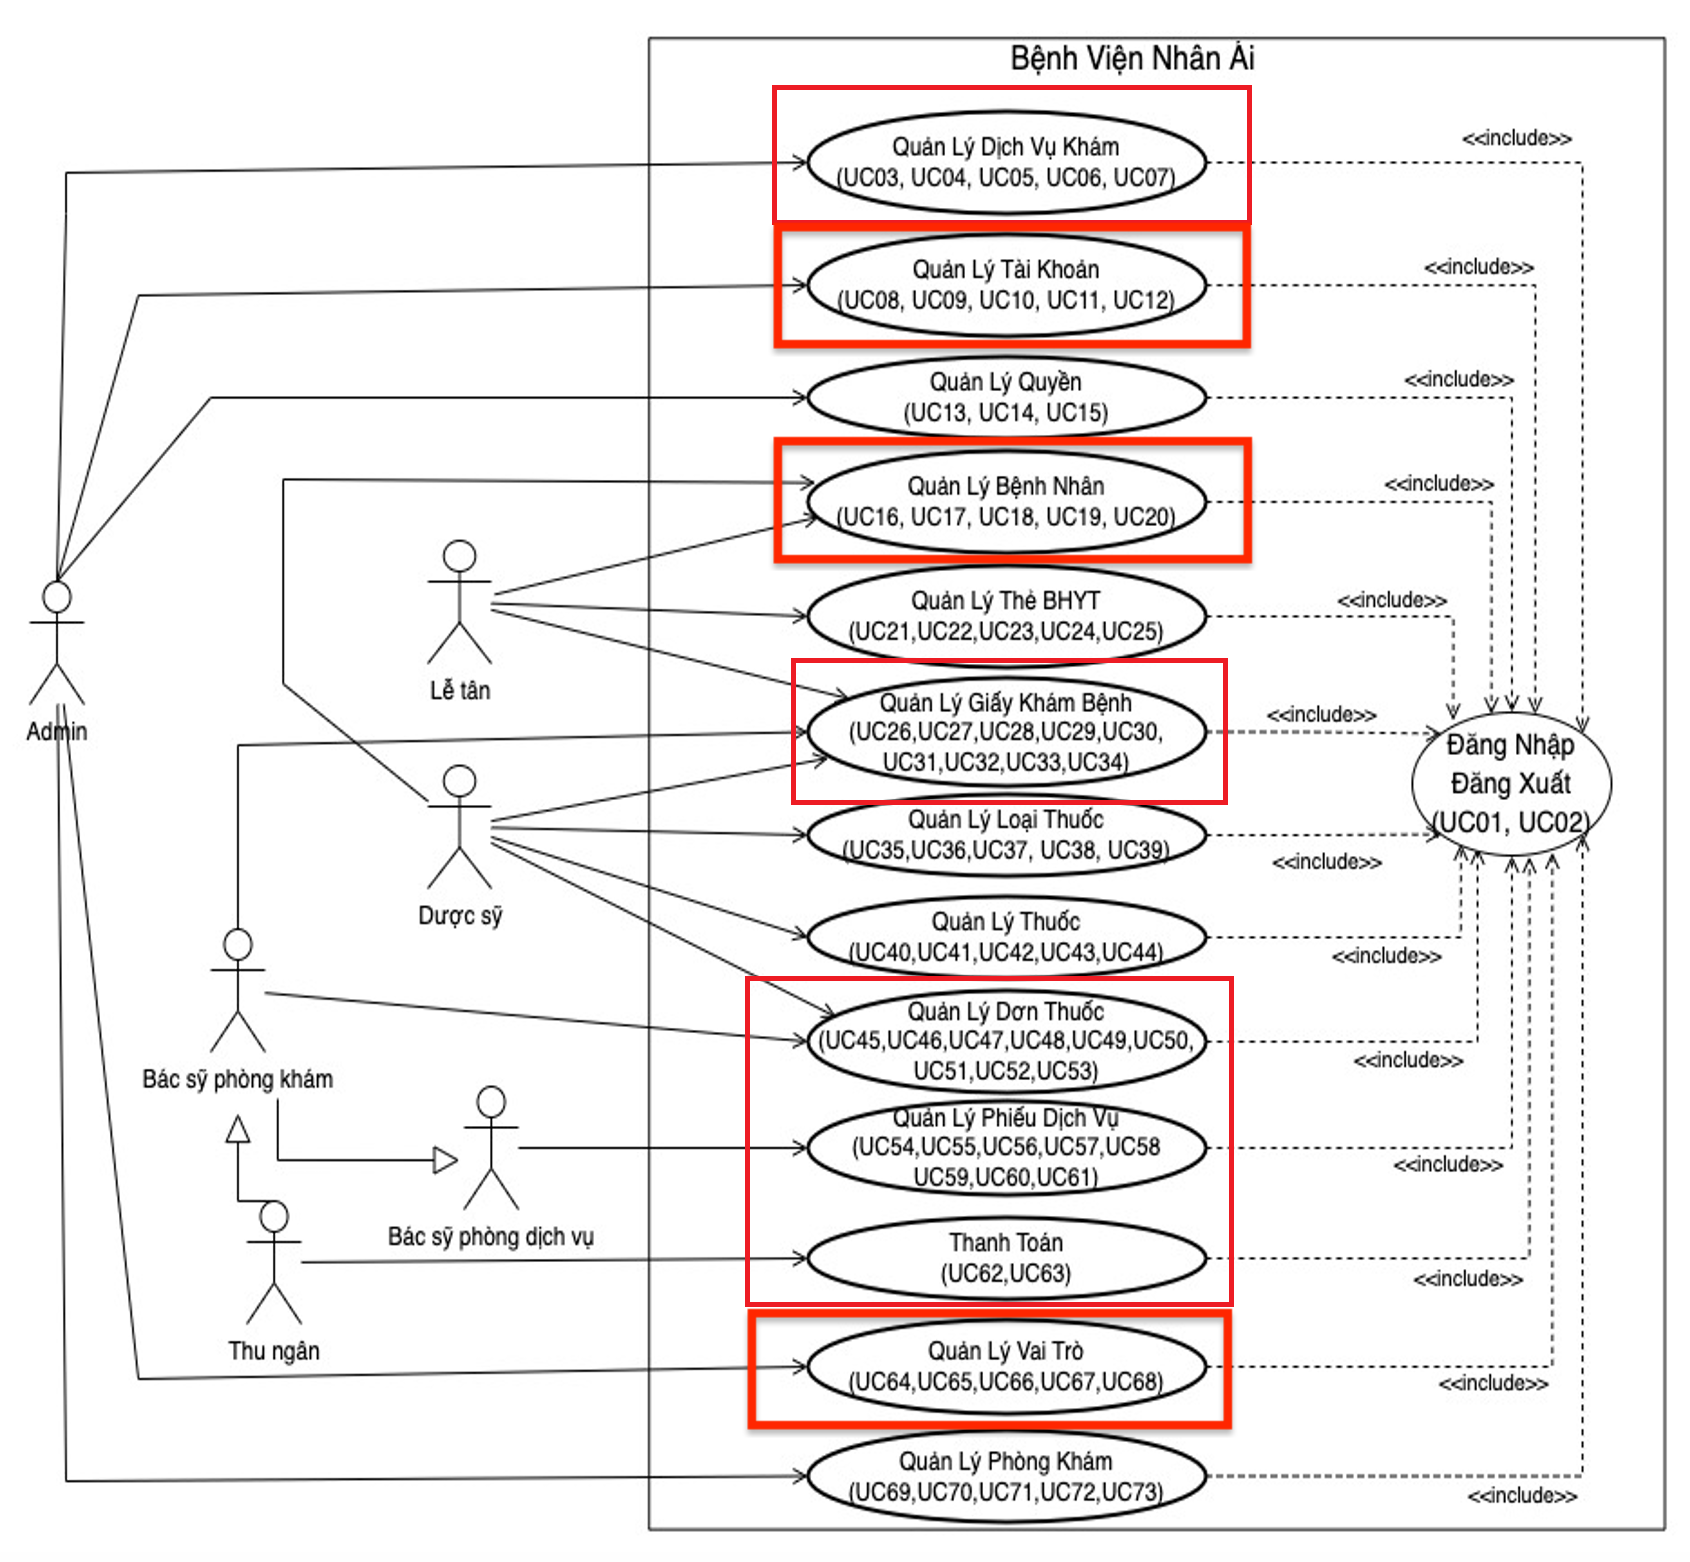 Bệnh Viện Nhân Ái
Quản Lý Dịch Vụ Khám
(UC03, UC04, UC05, UC06, UC07)
<<include>>
Quản Lý Tài Khoản
(UC08, UC09, UC10, UC11, UC12)
<<include>>
Quản Lý Quyền
(UC13, UC14, UC15)
<<include>>
Quản Lý Bệnh Nhân
(UC16, UC17, UC18, UC19, UC20)
<<include>>
Quản Lý Thẻ BHYT
(UC21,UC22,UC23,UC24,UC25)
<<include>>
Lễ tân
Admin
Quản Lý Giấy Khám Bệnh
(UC26,UC27,UC28,UC29,UC30,
UC31,UC32,UC33,UC34)
<<include>>
Đăng Nhập
Đăng Xuất
(UC01, UC02)
Quản Lý Loại Thuốc
(UC35,UC36,UC37, UC38, UC39)
<<include>>
Dược sỹ
Quản Lý Thuốc
(UC40,UC41,UC42,UC43,UC44)
<<include>>
Quản Lý Dơn Thuốc
(UC45,UC46,UC47,UC48,UC49,UC50,
UC51,UC52,UC53)
<<include>>
Bác sỹ phòng khám
Quản Lý Phiếu Dịch Vụ
(UC54,UC55,UC56,UC57,UC58
UC59,UC60,UC61)
<<include>>
Bác sỹ phòng dịch vụ
Thanh Toán
(UC62,UC63)
<<include>>
Thu ngân
Quản Lý Vai Trò
(UC64,UC65,UC66,UC67,UC68)
<<include>>
Quản Lý Phòng Khám
(UC69,UC70,UC71,UC72,UC73)
<<include>>